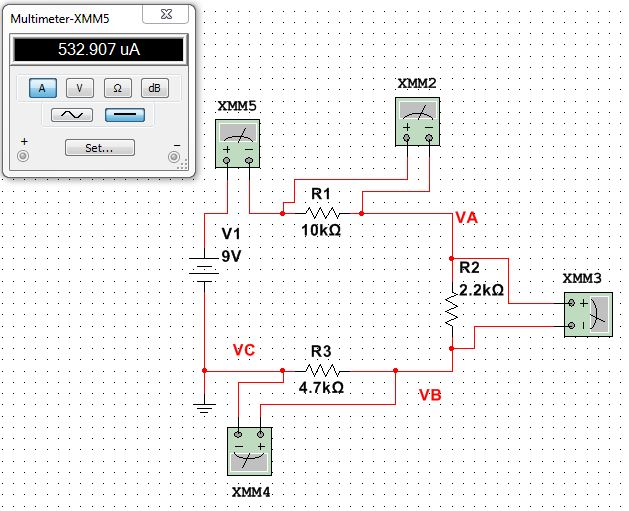 Multimeter-XMM5
532.907 uA
A V Ω dB
+ Set... −
XMM2
XMM5
+ −
+ −
R1
10kΩ
VA
V1
9V
R2
2.2kΩ
XMM3
+
−
VC
R3
4.7kΩ
VB
− +
XMM4